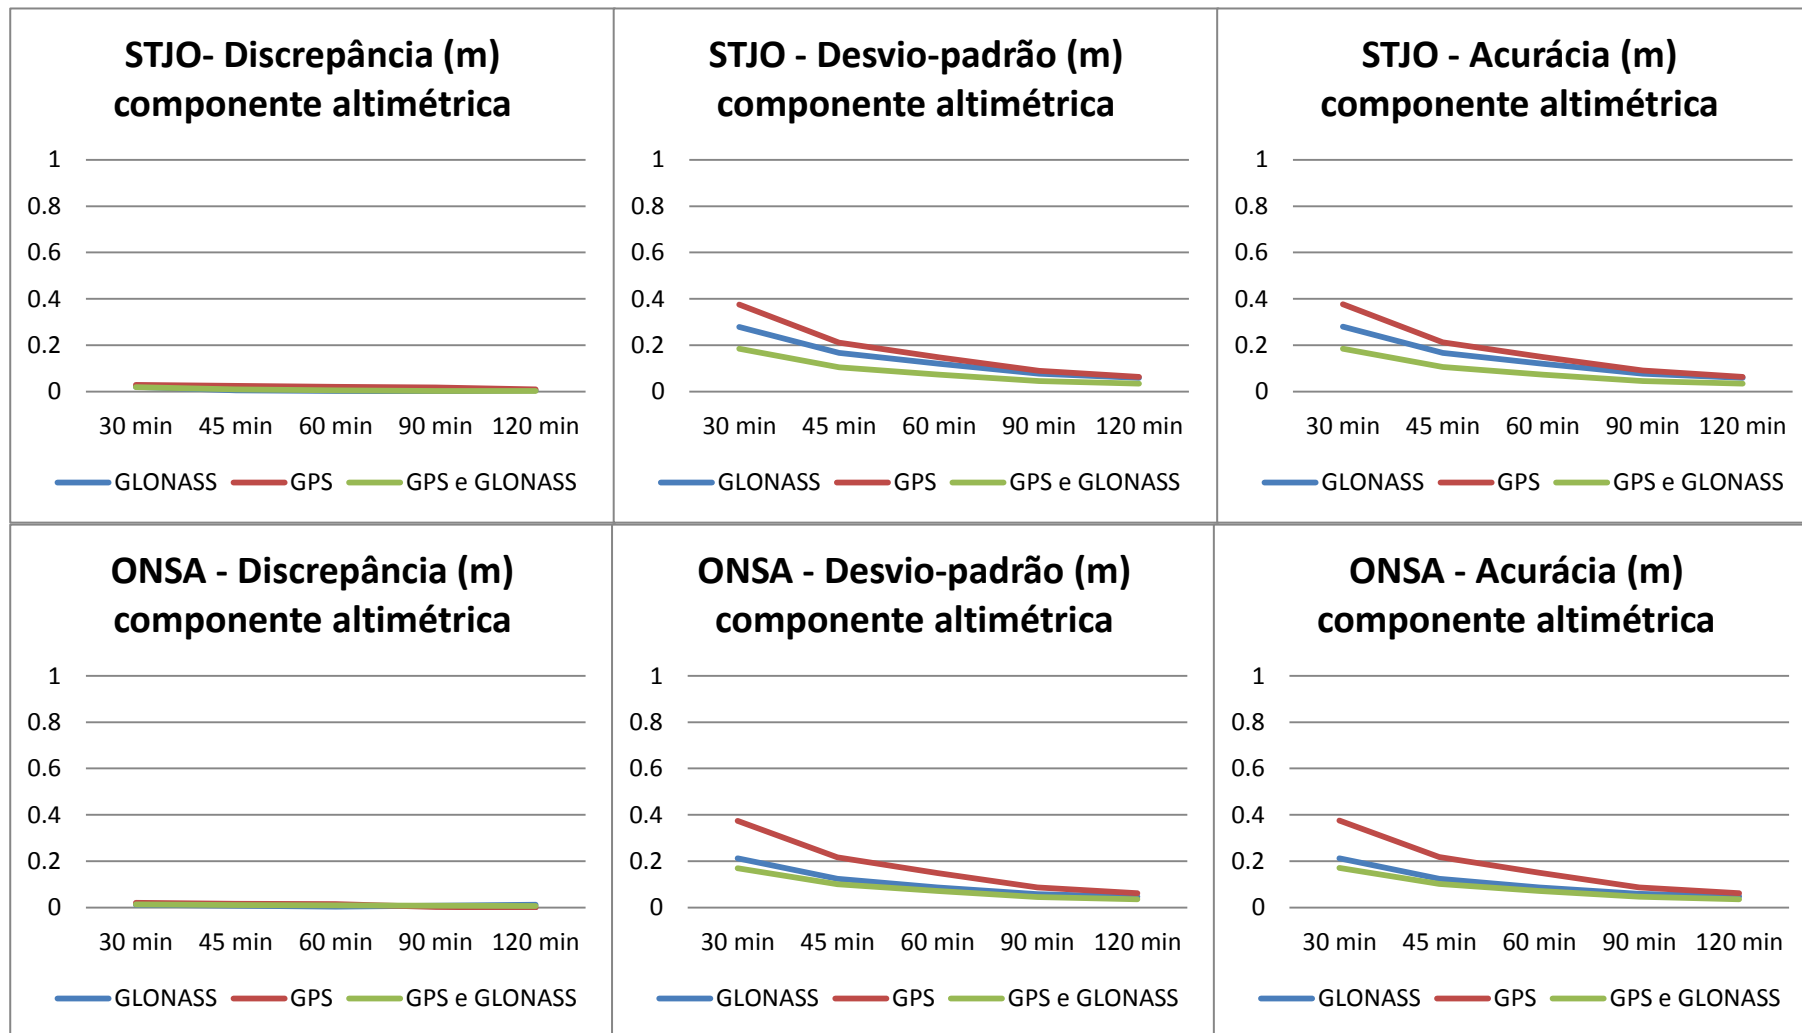 STJO- Discrepância (m)
componente altimétrica
1
0.8
0.6
0.4
0.2
0
30 min 45 min 60 min 90 min 120 min
GLONASS GPS GPS e GLONASS
STJO - Desvio-padrão (m)
componente altimétrica
1
0.8
0.6
0.4
0.2
0
30 min 45 min 60 min 90 min 120 min
GLONASS GPS GPS e GLONASS
STJO - Acurácia (m)
componente altimétrica
1
0.8
0.6
0.4
0.2
0
30 min 45 min 60 min 90 min 120 min
GLONASS GPS GPS e GLONASS
ONSA - Discrepância (m)
componente altimétrica
1
0.8
0.6
0.4
0.2
0
30 min 45 min 60 min 90 min 120 min
GLONASS GPS GPS e GLONASS
ONSA - Desvio-padrão (m)
componente altimétrica
1
0.8
0.6
0.4
0.2
0
30 min 45 min 60 min 90 min 120 min
GLONASS GPS GPS e GLONASS
ONSA - Acurácia (m)
componente altimétrica
1
0.8
0.6
0.4
0.2
0
30 min 45 min 60 min 90 min 120 min
GLONASS GPS GPS e GLONASS